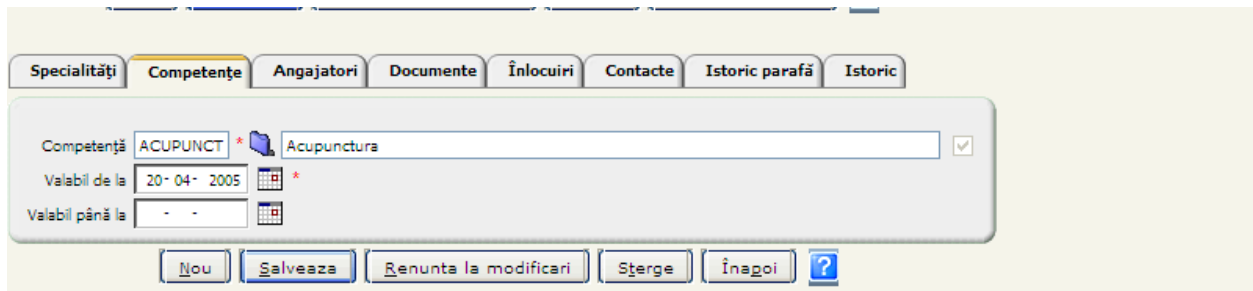 Specialități Competențe Angajatori Documente Înlocuiri Contacte Istoric parafă Istoric
Competență ACUPUNCT * Acupunctura
Valabil de la 20- 04- 2005 *
Valabil până la - -
Nou Salveaza Renunta la modificari Sterge Înapoi ?